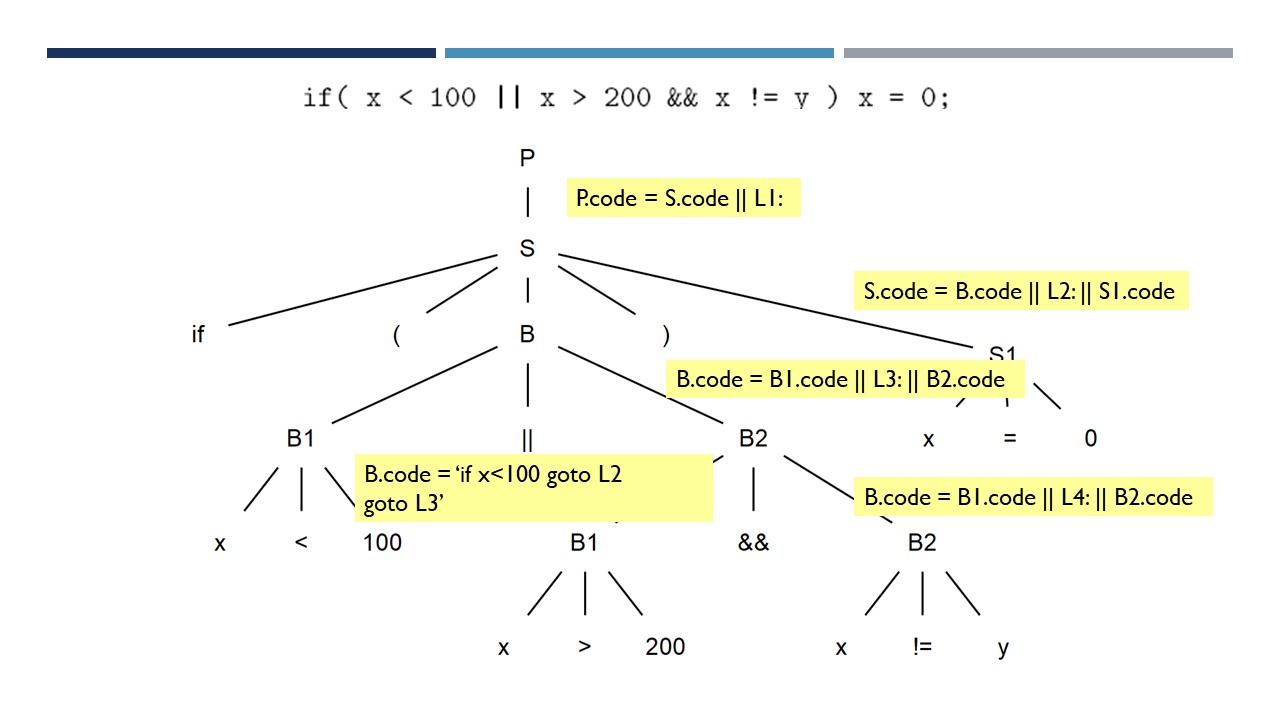 if( x < 100 || x > 200 && x != y ) x = 0;
P
P.code = S.code || L1:
S
S.code = B.code || L2: || S1.code
if
(
B
)
S1
B.code = B1.code || L3: || B2.code
B1
||
B2
x
=
0
B.code = ‘if x<100 goto L2
goto L3’
B.code = B1.code || L4: || B2.code
x
<
100
B1
&&
B2
x
>
200
x
!=
y